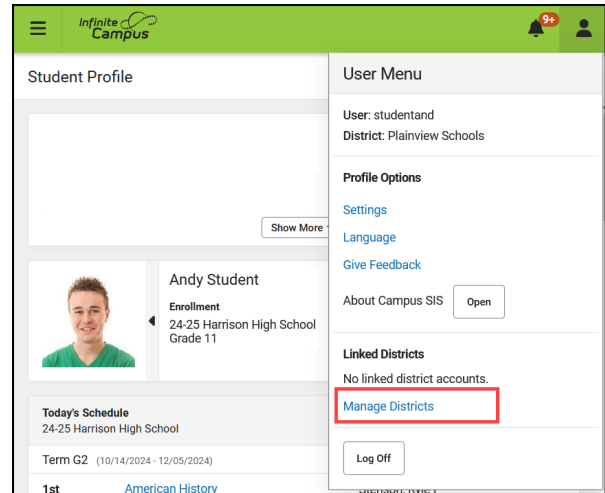 Infinite
Campus
9+
Student Profile
Show More
Andy Student
Enrollment
24-25 Harrison High School
Grade 11
Today's Schedule
24-25 Harrison High School
Term G2 (10/14/2024 - 12/05/2024)
1st American History
User Menu
User: studentand
District: Plainview Schools
Profile Options
Settings
Language
Give Feedback
About Campus SIS Open
Linked Districts
No linked district accounts.
Manage Districts
Log Off